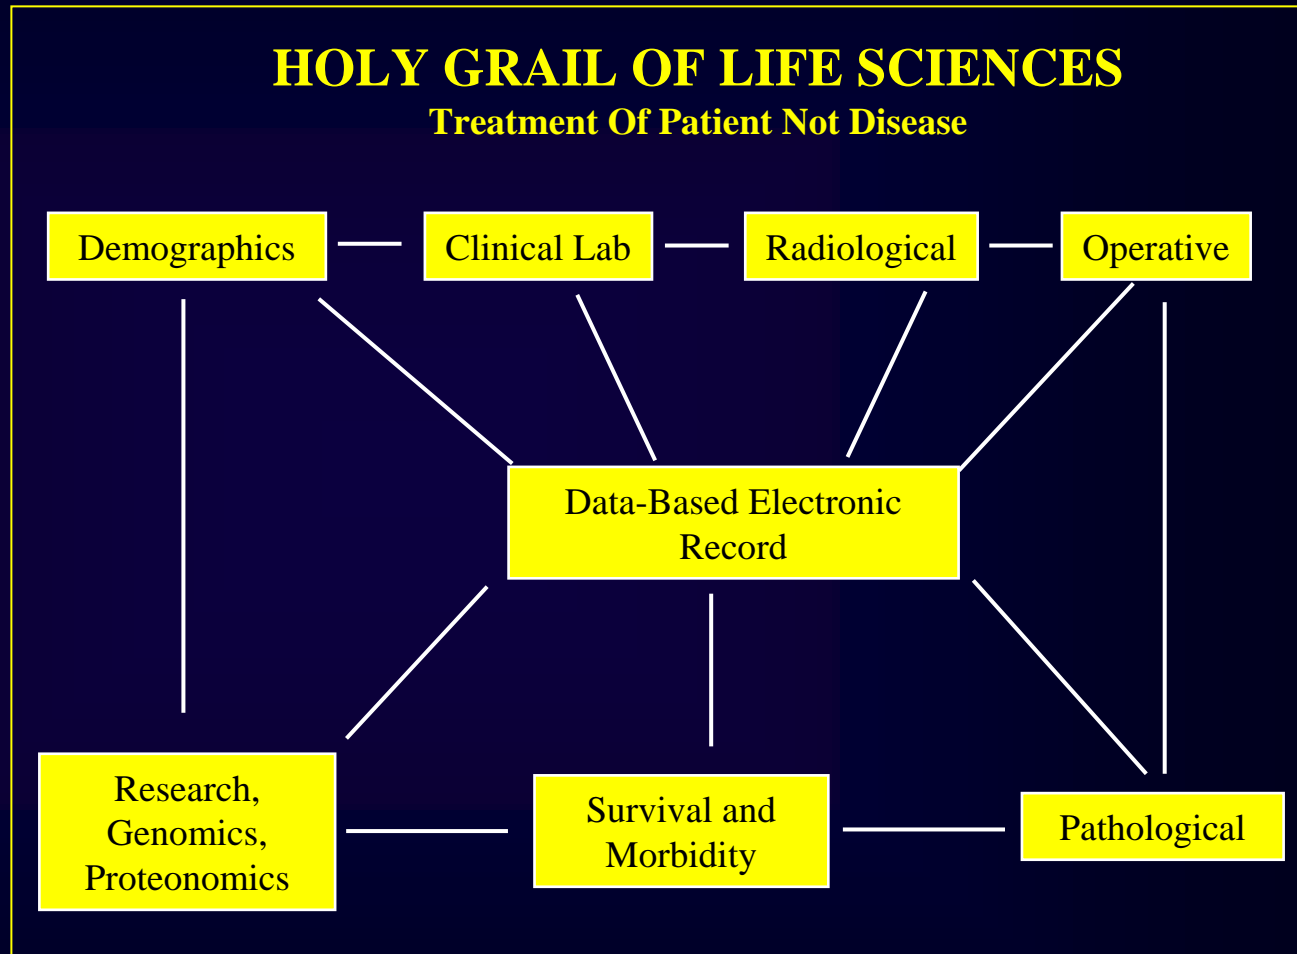 HOLY GRAIL OF LIFE SCIENCES
Treatment Of Patient Not Disease
Demographics
Clinical Lab
Radiological
Operative
Data-Based Electronic
Record
Research,
Genomics,
Proteonomics
Survival and
Morbidity
Pathological